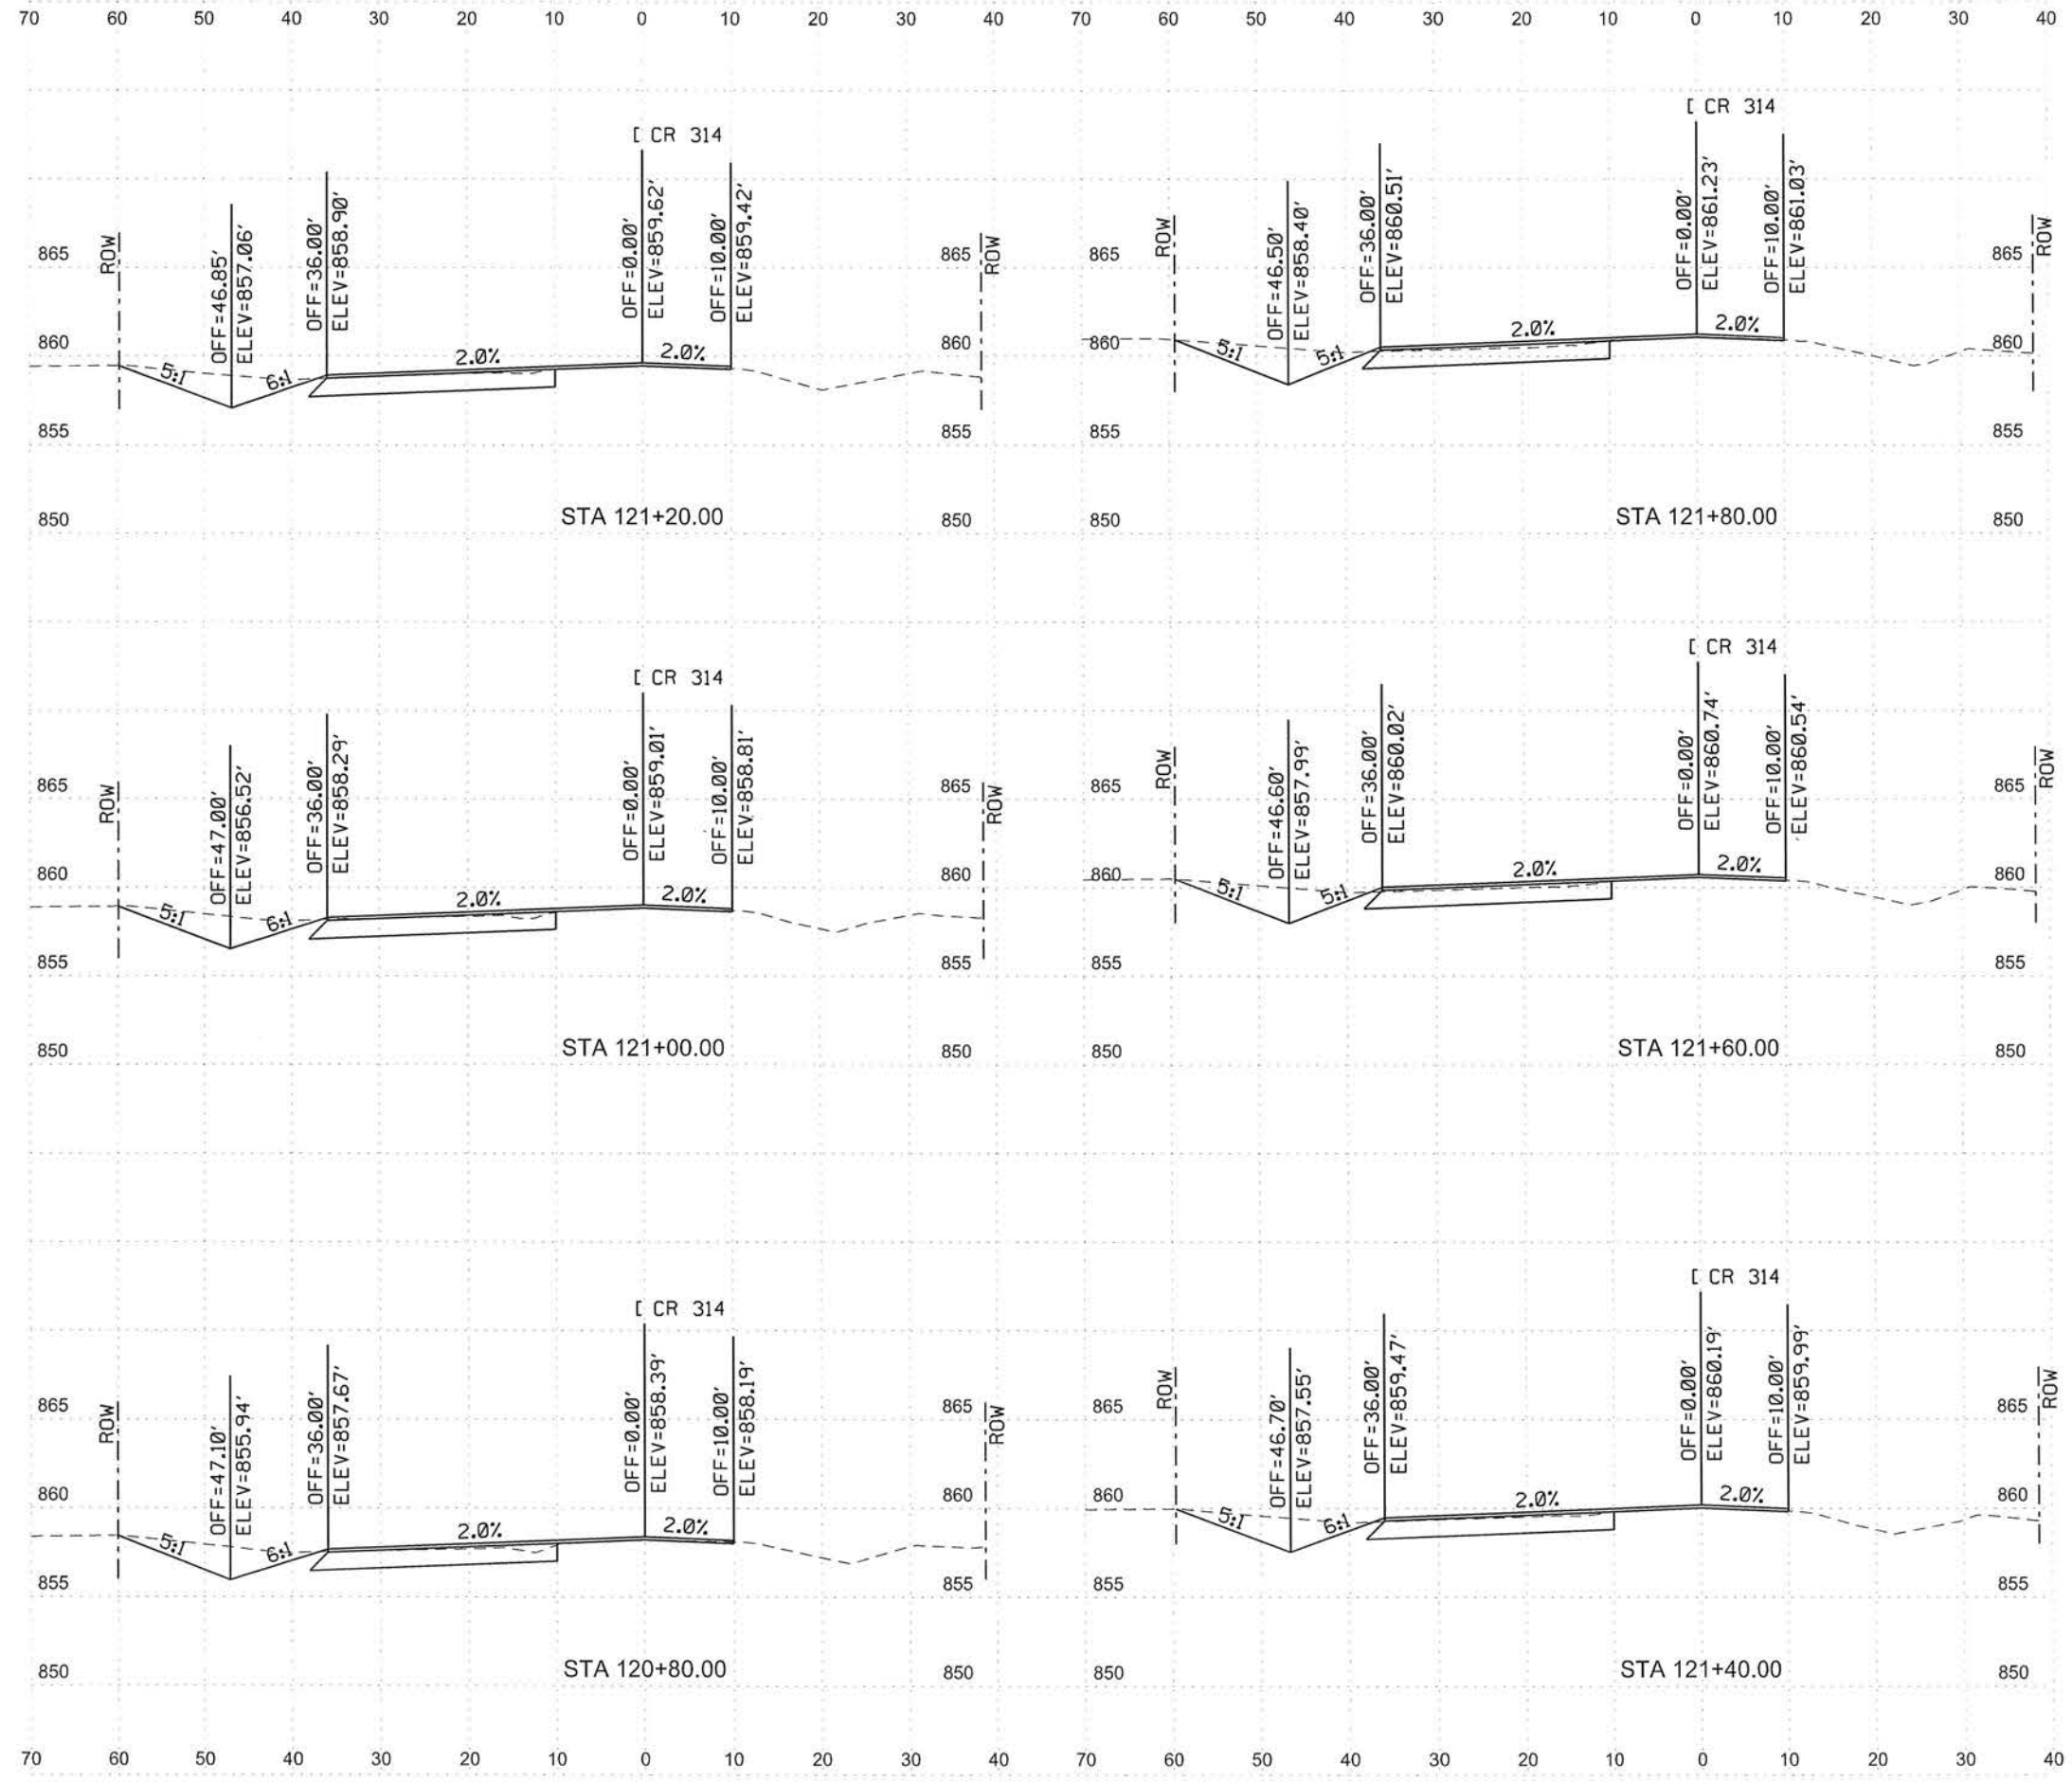 70 60 50 40 30 20 10 0 10 20 30 40 70 60 50 40 30 20 10 0 10 20 30 40
[ CR 314
865
ROW
OFF=46.85'
ELEV=857.06'
OFF=36.00'
ELEV=858.90'
OFF=0.00'
ELEV=859.62'
OFF=10.00'
ELEV=859.42'
865
ROW
860
5:1
6:1
2.0%
2.0%
860
855
855
850
STA 121+20.00
850
[ CR 314
865
ROW
OFF=46.50'
ELEV=858.40'
OFF=36.00'
ELEV=860.51'
OFF=0.00'
ELEV=861.23'
OFF=10.00'
ELEV=861.03'
865
ROW
860
5:1
5:1
2.0%
2.0%
860
855
855
850
STA 121+80.00
850
[ CR 314
865
ROW
OFF=47.00'
ELEV=856.52'
OFF=36.00'
ELEV=858.29'
OFF=0.00'
ELEV=859.01'
OFF=10.00'
ELEV=858.81'
865
ROW
860
5:1
6:1
2.0%
2.0%
860
855
855
850
STA 121+00.00
850
[ CR 314
865
ROW
OFF=46.60'
ELEV=857.99'
OFF=36.00'
ELEV=860.02'
OFF=0.00'
ELEV=860.74'
OFF=10.00'
ELEV=860.54'
865
ROW
860
5:1
5:1
2.0%
2.0%
860
855
855
850
STA 121+60.00
850
[ CR 314
865
ROW
OFF=47.10'
ELEV=855.94'
OFF=36.00'
ELEV=857.67'
OFF=0.00'
ELEV=858.39'
OFF=10.00'
ELEV=858.19'
865
ROW
860
5:1
6:1
2.0%
2.0%
860
855
855
850
STA 120+80.00
850
[ CR 314
865
ROW
OFF=46.70'
ELEV=857.55'
OFF=36.00'
ELEV=859.47'
OFF=0.00'
ELEV=860.19'
OFF=10.00'
ELEV=859.99'
865
ROW
860
5:1
6:1
2.0%
2.0%
860
855
855
850
STA 121+40.00
850
70 60 50 40 30 20 10 0 10 20 30 40 70 60 50 40 30 20 10 0 10 20 30 40